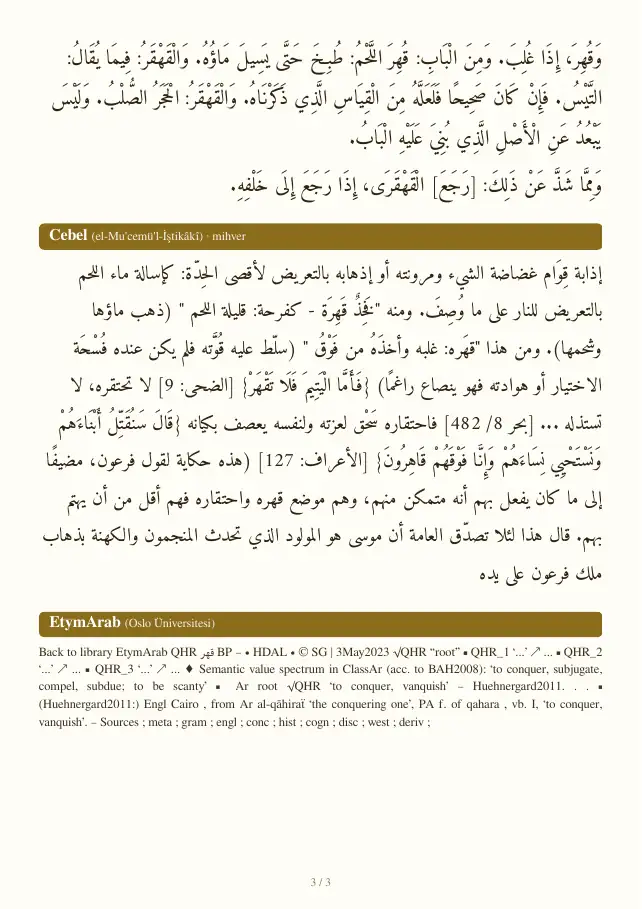 وَقُهِرَ، إِذَا غُلِبَ. وَمِنَ الْبَابِ: قُهِرَ اللَّحْمُ: طُبِخَ حَتَّى يَسِيلَ مَاؤُهُ. وَالْقَهْقَرُ: فِيمَا يُقَالُ:
التَّيْسُ. فَإِنْ كَانَ صَحِيحًا فَلَعَلَّهُ مِنَ الْقِيَاسِ الَّذِي ذَكَرْنَاهُ. وَالْقَهْقَرُ: الْحَجَرُ الصُّلْبُ. وَلَيْسَ
يَبْعُدُ عَنِ الْأَصْلِ الَّذِي بُنِيَ عَلَيْهِ الْبَابُ.
وَمِمَّا شَذَّ عَنْ ذَلِكَ: [رَجَعَ] الْقَهْقَرَى، إِذَا رَجَعَ إِلَى خَلْفِهِ.
Cebel (el-Mu'cemü'l-İştikâkî) · mihver
إذابة قِوَام غضاضة الشيء ومرونته أو إذهابه بالتعريض لأقصى الحِدّة: كإسالة ماء اللحم
بالتعريض للنار على ما وُصِفَ. ومنه "فَخِذٌ قَهِرَة - كفرحة: قليلة اللحم " (ذهب ماؤها
وشحمها). ومن هذا "قهَره: غلبه وأخذَهُ من فَوْقُ " (سلّط عليه قُوَّته فلم يكن عنده فُسْحَة
الاختيار أو هوادته فهو ينصاع راغمًا) {فَأَمَّا الْيَتِيمَ فَلَا تَقْهَرْ} [الضحى: 9] لا تحتقره، لا
تستذله ... [بحر 8/ 482] فاحتقاره سَحْق لعزته ولنفسيه يعصف بكيانه {قَالَ سَنُقَتِّلُ أَبْنَاءَهُمْ
وَنَسْتَحْيِي نِسَاءَهُمْ وَإِنَّا فَوْقَهُمْ قَاهِرُونَ} [الأعراف: 127] (هذه حكاية لقول فرعون، مضيفًا
إلى ما كان يفعل بهم أنه متمكن منهم، وهم موضع قهره واحتقاره فهم أقل من أن يهتم
بهم. قال هذا لئلا تصدّق العامة أن موسى هو المولود الذي تحدث المنجمون والكهنة بذهاب
ملك فرعون على يده
EtymArab (Oslo Üniversitesi)
Back to library EtymArab QHR قهر BP – • HDAL • © SG | 3May2023 √QHR “root” ▪ QHR_1 ‘...’ ↗ ... ▪ QHR_2
‘...’ ↗ ... ▪ QHR_3 ‘...’ ↗ ... ♦ Semantic value spectrum in ClassAr (acc. to BAH2008): ‘to conquer, subjugate,
compel, subdue; to be scanty’ ▪ Ar root √QHR ‘to conquer, vanquish’ – Huehnergard2011. . . ▪
(Huehnergard2011:) Engl Cairo , from Ar al-qāhiraẗ ‘the conquering one’, PA f. of qahara , vb. I, ‘to conquer,
vanquish’. – Sources ; meta ; gram ; engl ; conc ; hist ; cogn ; disc ; west ; deriv ;
3 / 3